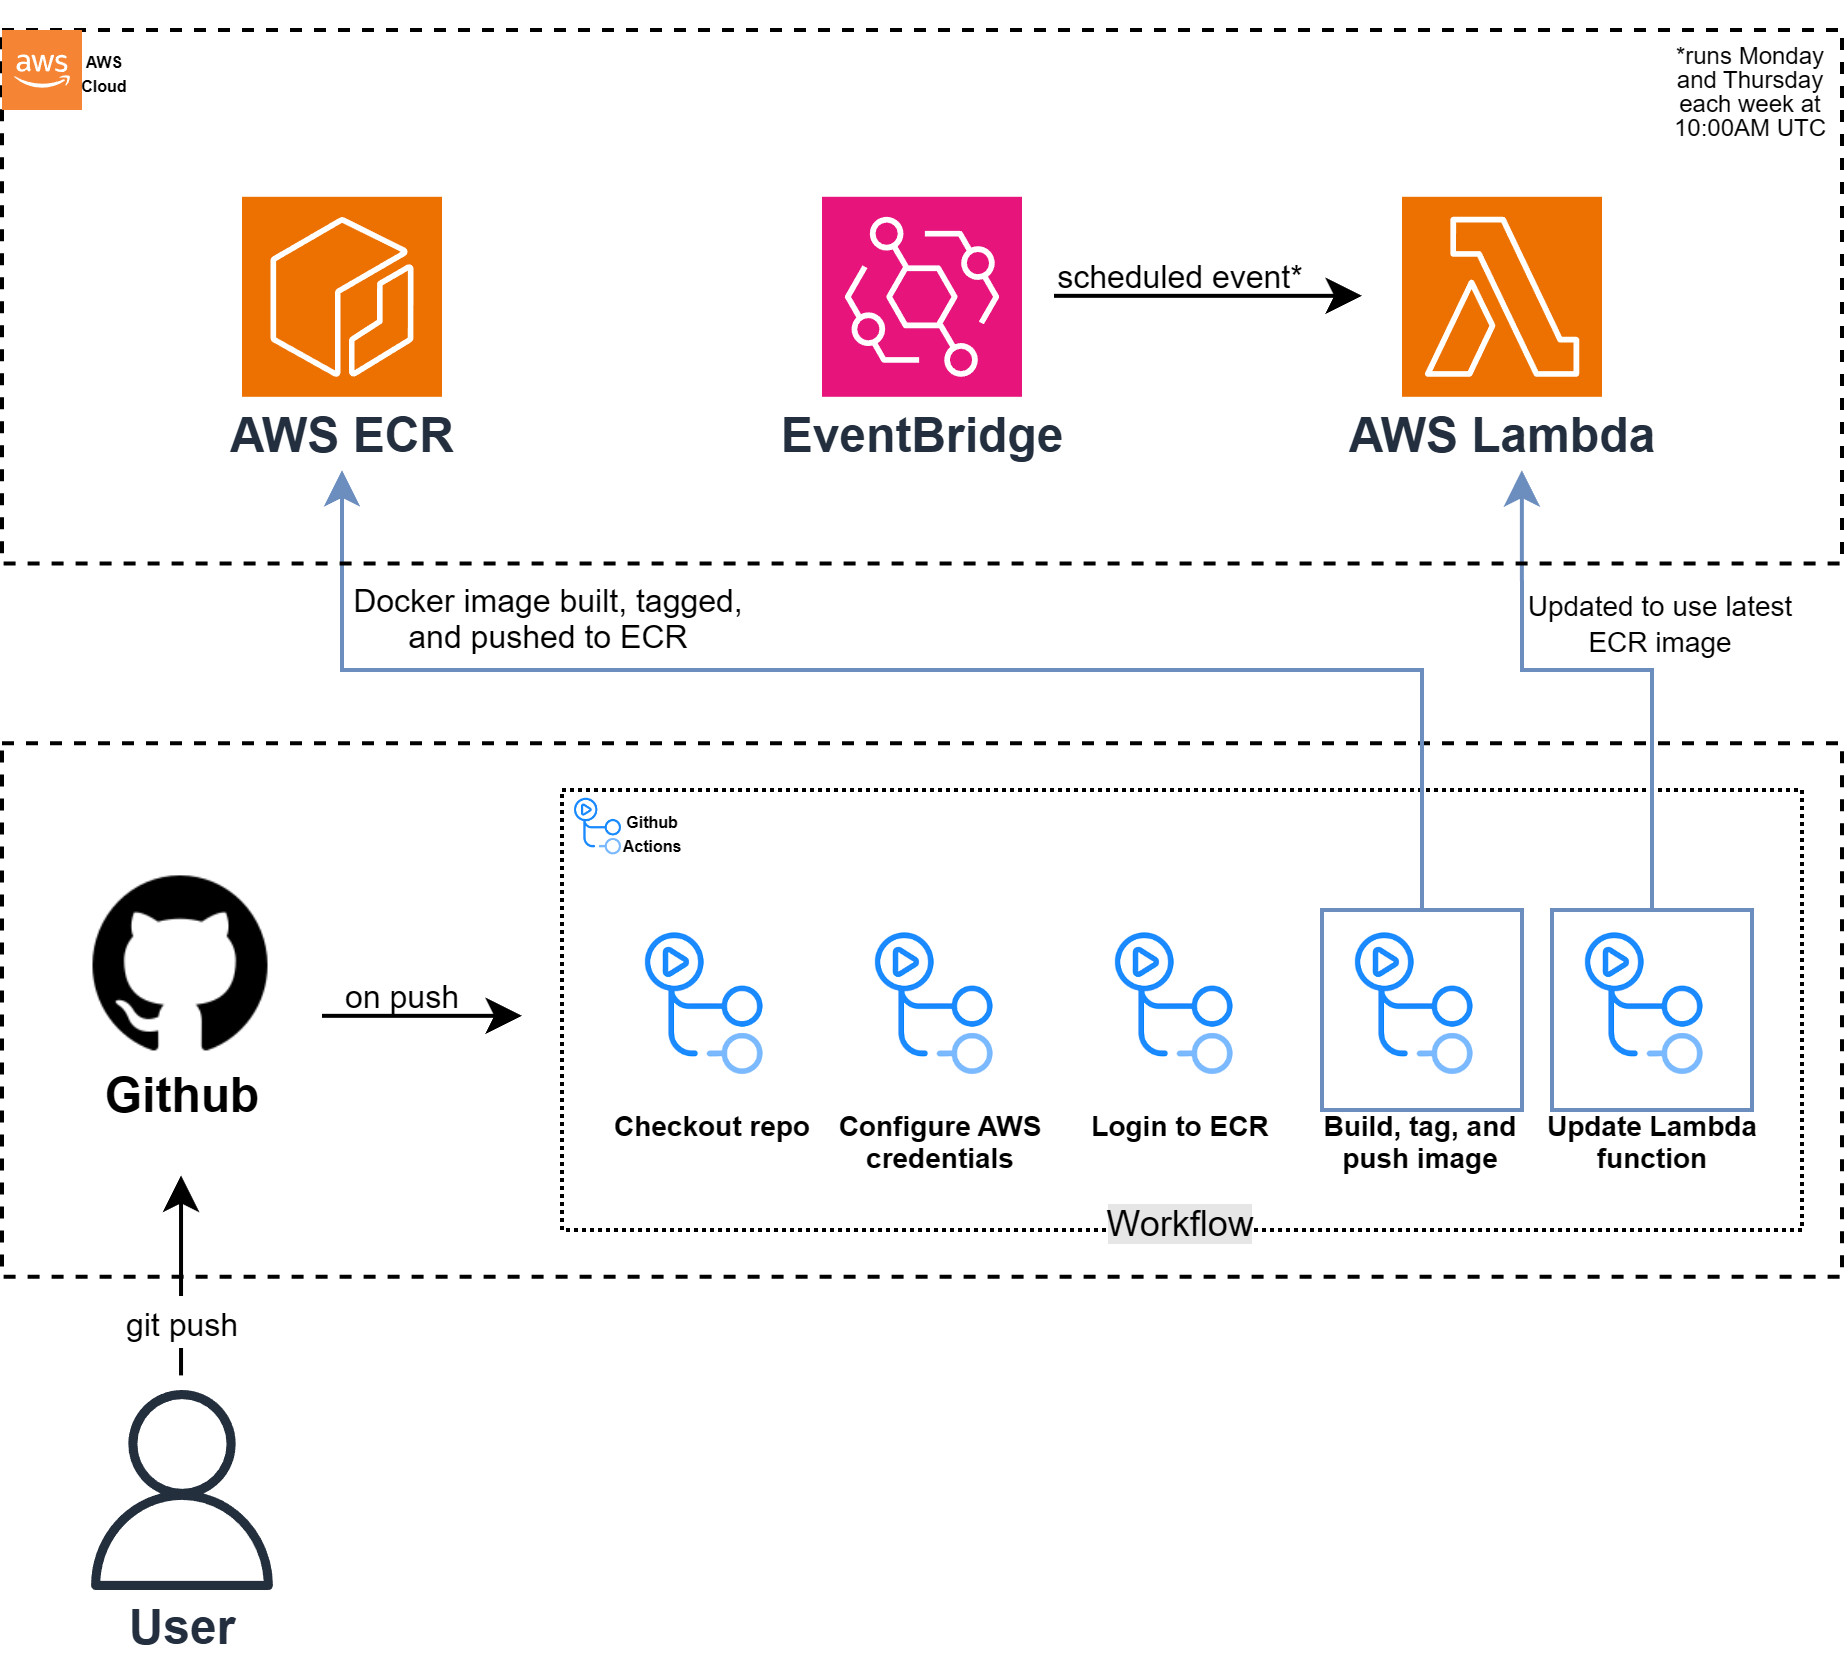 aws
AWS
Cloud
*runs Monday
and Thursday
each week at
10:00AM UTC
scheduled event*
AWS ECR
EventBridge
AWS Lambda
Docker image built, tagged,
and pushed to ECR
Updated to use latest
ECR image
Github
Actions
on push
Github
Checkout repo
Configure AWS
credentials
Login to ECR
Build, tag, and
push image
Update Lambda
function
Workflow
git push
User